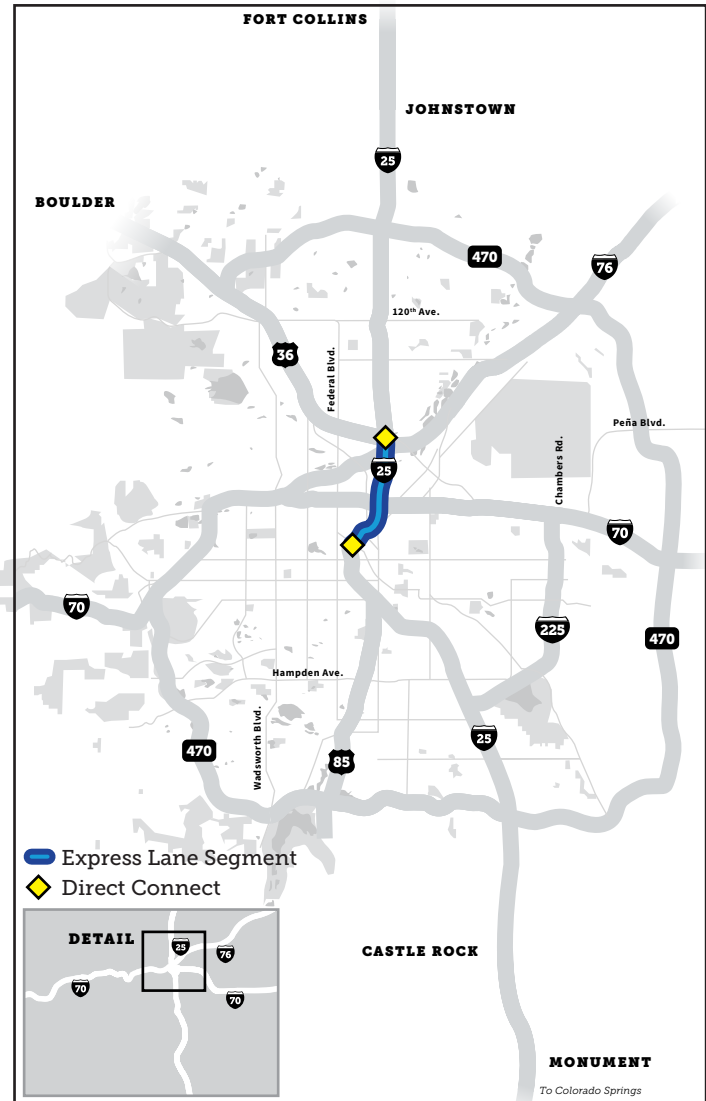 FORT COLLINS
JOHNSTOWN
25
BOULDER
470
76
120th Ave.
36
Federal Blvd.
Peña Blvd.
Chambers Rd.
25
70
70
225
470
Hampden Ave.
Wadsworth Blvd.
25
470
85
Express Lane Segment
Direct Connect
DETAIL
25
76
70
70
CASTLE ROCK
MONUMENT
To Colorado Springs